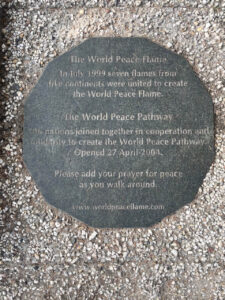 The World Peace Flame
In July 1999 seven flames from
five continents were united to create
the World Peace Flame.
The World Peace Pathway
nations joined together in cooperation and
to create the World Peace Pathway.
Opened 27 April 2004.
Please add your prayer for peace
as you walk around.
www.worldpeaceflame.com